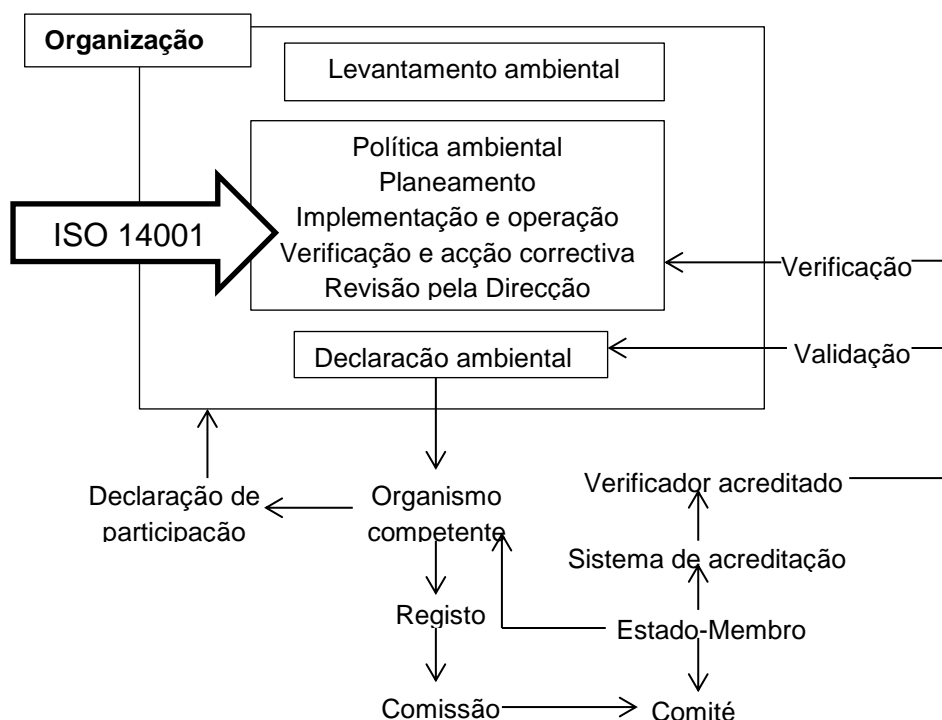 Organização
Levantamento ambiental
Política ambiental
Planeamento
Implementação e operação
Verificação e acção correctiva
Revisão pela Direcção
ISO 14001
Verificação
Declaracão ambiental
Validação
Declaração de
participação
Organismo
competente
Verificador acreditado
Sistema de acreditação
Registo
Estado-Membro
Comissão
Comité